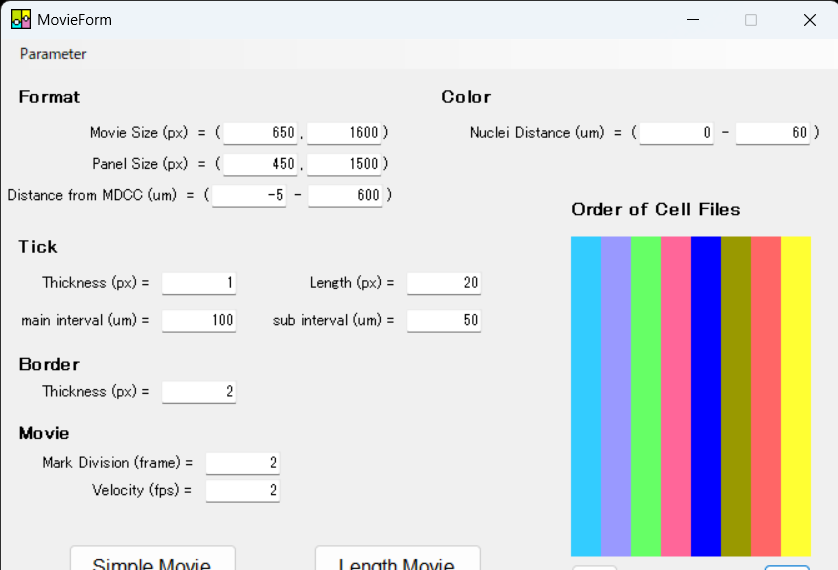 MovieForm
Parameter
Format
Movie Size (px) = ( 650 , 1600 )
Panel Size (px) = ( 450 , 1500 )
Distance from MDCC (um) = ( -5 - 600 )
Color
Nuclei Distance (um) = ( 0 - 60 )
Order of Cell Files
Tick
Thickness (px) = 1
Length (px) = 20
main interval (um) = 100
sub interval (um) = 50
Border
Thickness (px) = 2
Movie
Mark Division (frame) = 2
Velocity (fps) = 2
Simple Movie
Length Movie